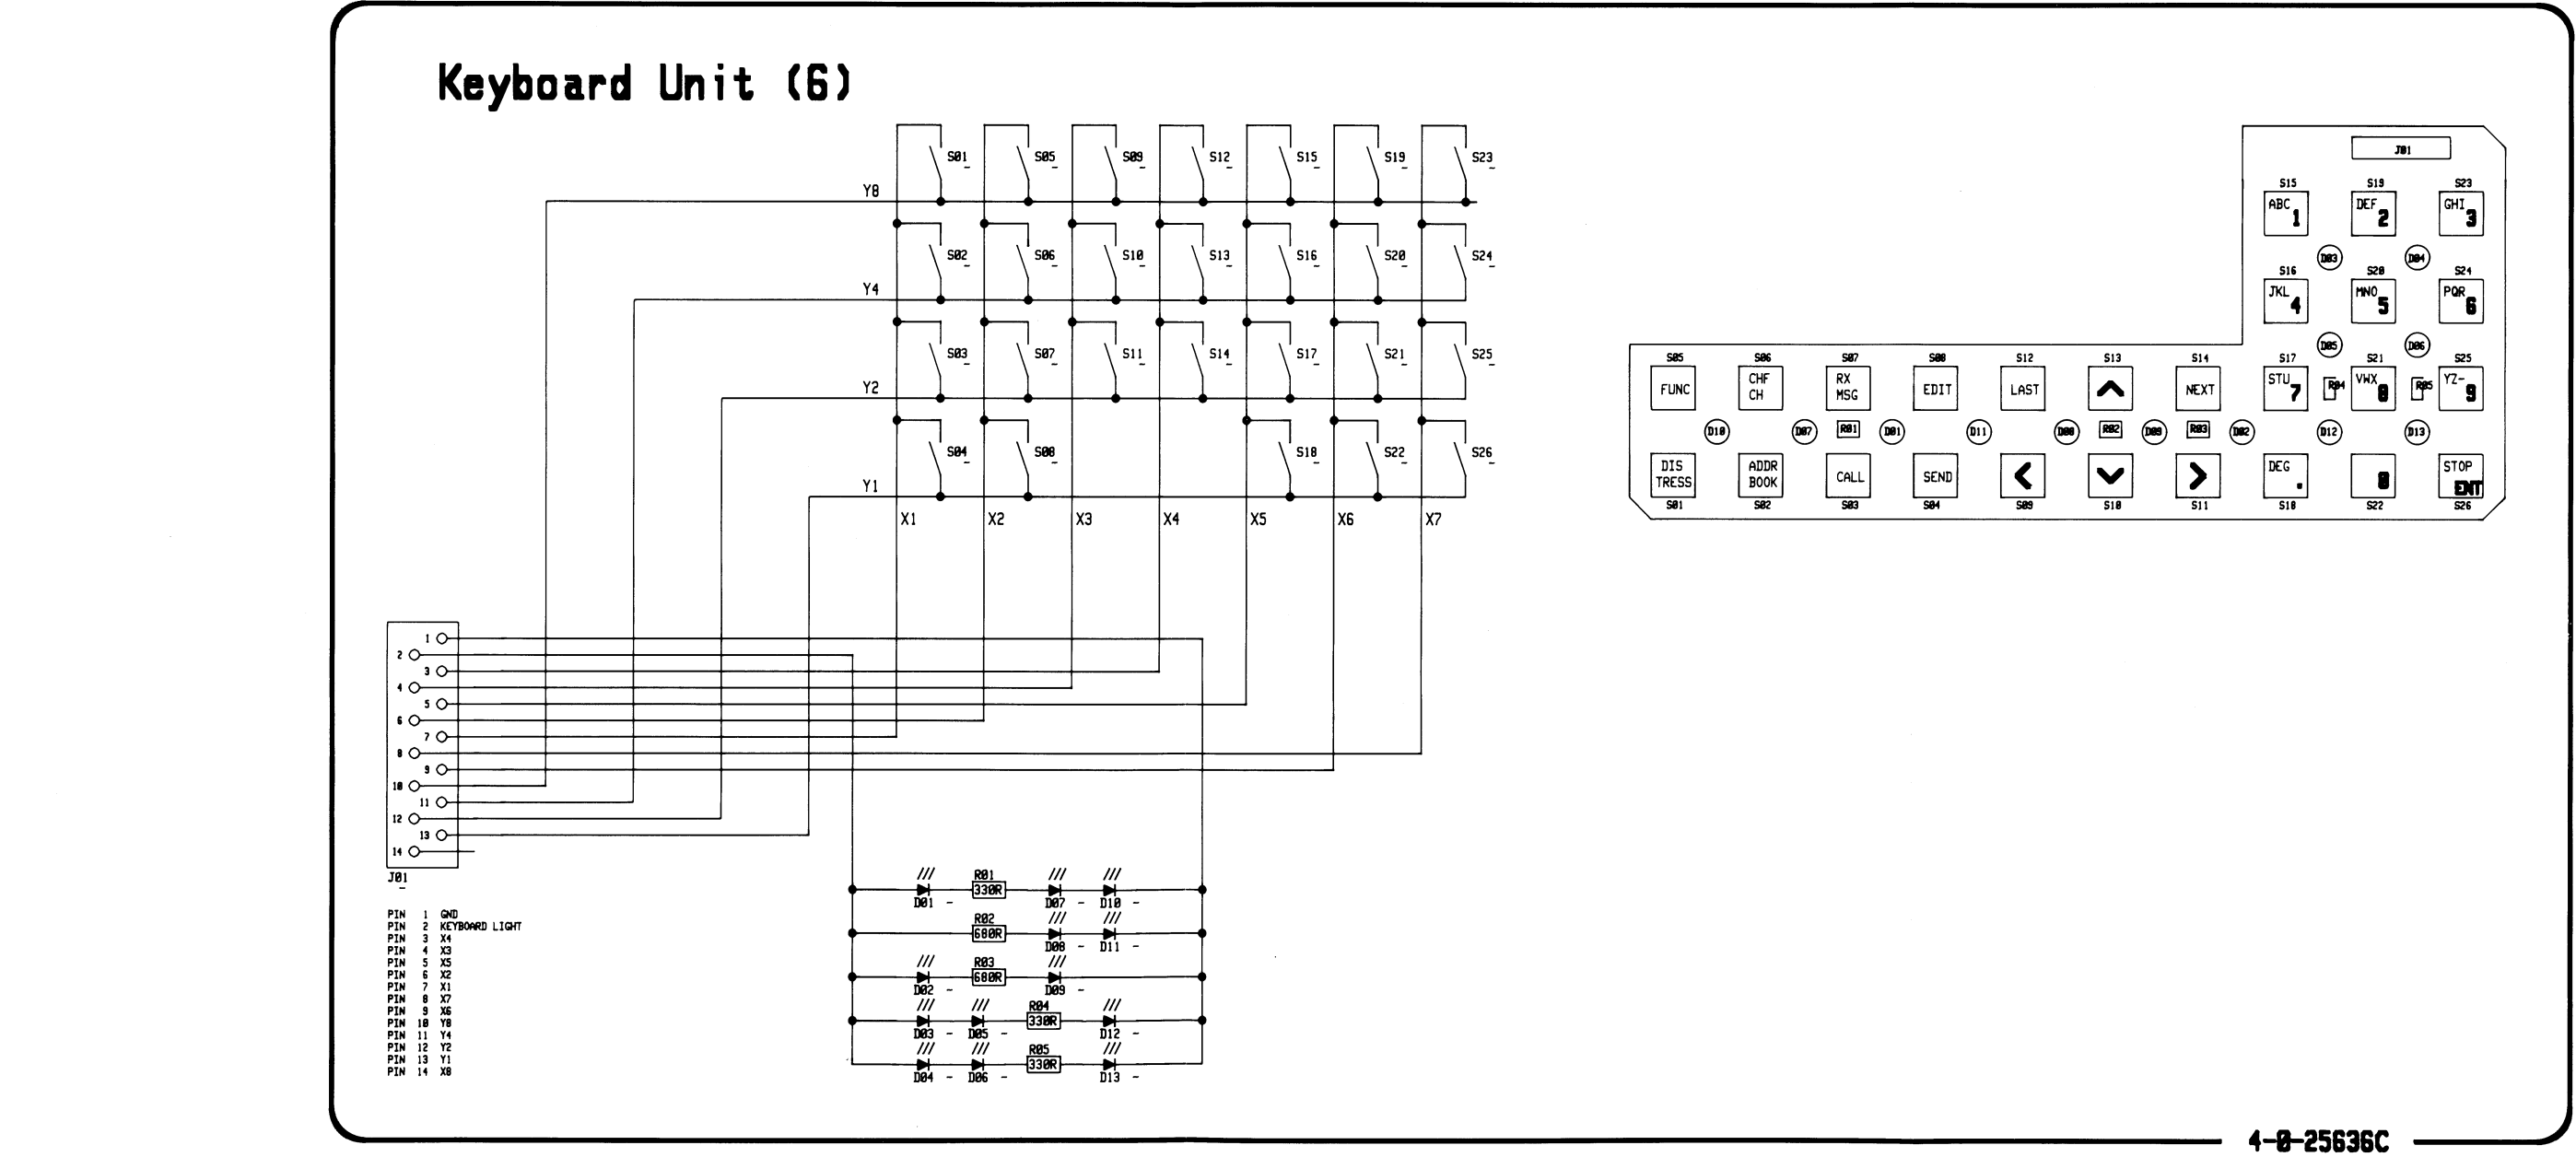 Keyboard Unit (6)
S01 S05 S09 S12 S15 S19 S23
Y8
S02 S06 S10 S13 S16 S20 S24
Y4
S03 S07 S11 S14 S17 S21 S25
Y2
S04 S08 S18 S22 S26
Y1
X1 X2 X3 X4 X5 X6 X7
1
2
3
4
5
6
7
8
9
10
11
12
13
14
J01
PIN 1 GND
PIN 2 KEYBOARD LIGHT
PIN 3 X4
PIN 4 X3
PIN 5 X5
PIN 6 X2
PIN 7 X1
PIN 8 X7
PIN 9 X6
PIN 10 Y8
PIN 11 Y4
PIN 12 Y2
PIN 13 Y1
PIN 14 X8
R01
330R
D01 - D07 - D10 -
R02
680R
D08 - D11 -
R03
680R
D02 - D09 -
R04
330R
D03 - D05 - D12 -
R05
330R
D04 - D06 - D13 -
J01
S15 S19 S23
ABC 1 DEF 2 GHI 3
D03 D04
S16 S20 S24
JKL 4 MNO 5 PQR 6
D05 D06
S05 S06 S07 S08 S12 S13 S14 S17 S21 S25
FUNC CHF CH RX MSG EDIT LAST NEXT STU 7 R04 VWX 8 R05 YZ- 9
D10 D07 R01 D01 D11 D08 R02 D09 R03 D02 D12 D13
DIS TRESS ADDR BOOK CALL SEND < > DEG . 0 STOP ENT
S01 S02 S03 S04 S09 S10 S11 S18 S22 S26
4-0-25636C